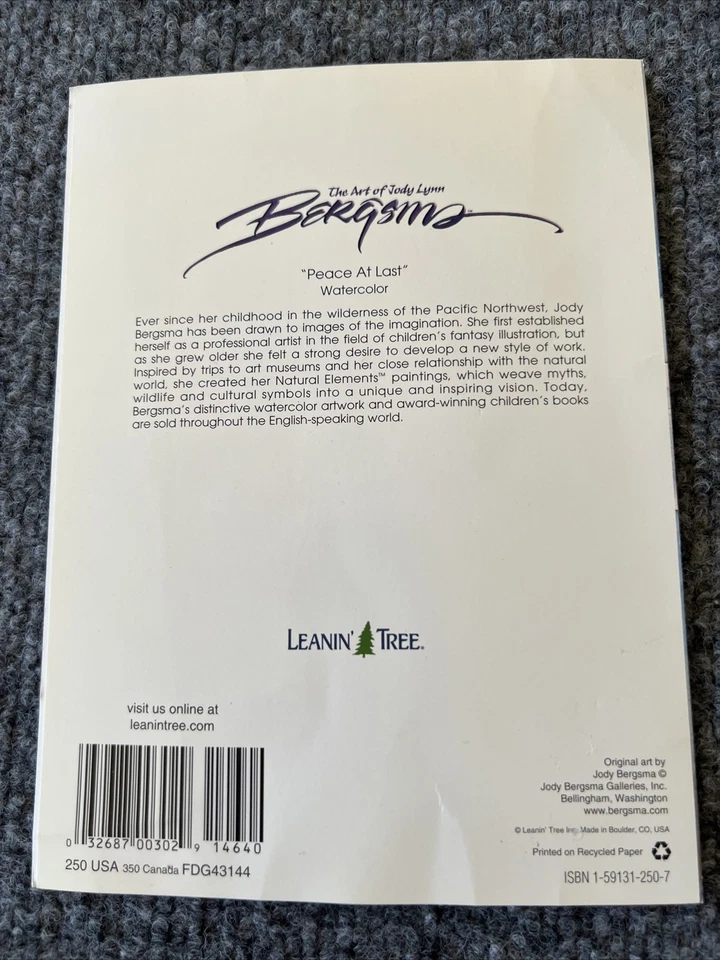 The Art of Jody Lynn
Bergsma
"Peace At Last"
Watercolor
Ever since her childhood in the wilderness of the Pacific Northwest, Jody
Bergsma has been drawn to images of the imagination. She first established
herself as a professional artist in the field of children's fantasy illustration, but
as she grew older she felt a strong desire to develop a new style of work.
Inspired by trips to art museums and her close relationship with the natural
world, she created her Natural Elements™ paintings, which weave myths,
wildlife and cultural symbols into a unique and inspiring vision. Today,
Bergsma's distinctive watercolor artwork and award-winning children's books
are sold throughout the English-speaking world.
LEANIN' TREE®
visit us online at
leanintree.com
0 32687 00302 9 14640
250 USA 350 Canada FDG43144
Original art by
Jody Bergsma ©
Jody Bergsma Galleries, Inc.
Bellingham, Washington
www.bergsma.com
© Leanin' Tree Inc. Made in Boulder, CO, USA
Printed on Recycled Paper
ISBN 1-59131-250-7